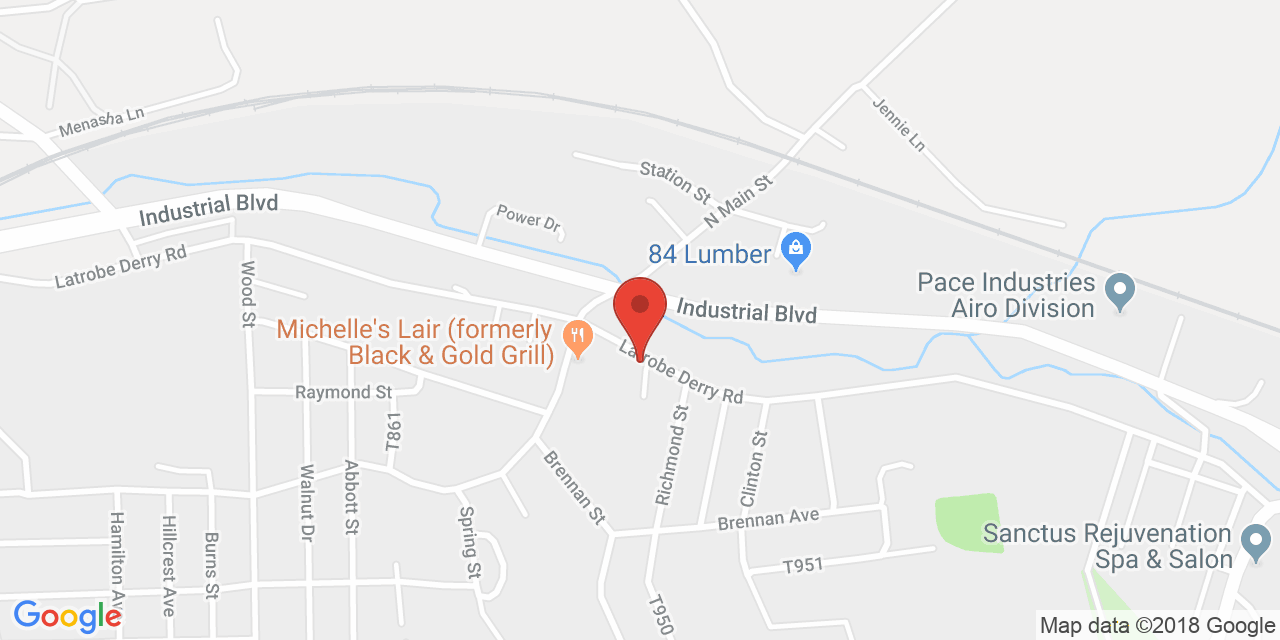 Menasha Ln
Jennie Ln
Station St
N Main St
Industrial Blvd
Power Dr
84 Lumber
Latrobe Derry Rd
Wood St
Pace Industries
Airo Division
Industrial Blvd
Michelle's Lair (formerly
Black & Gold Grill)
Latrobe Derry Rd
Raymond St
T861
Richmond St
Clinton St
Walnut Dr
Abbott St
Brennan St
Spring St
Brennan Ave
Hamilton Av
Hillcrest Ave
Burns St
Sanctus Rejuvenation
Spa & Salon
T951
T950
Google
Map data ©2018 Google